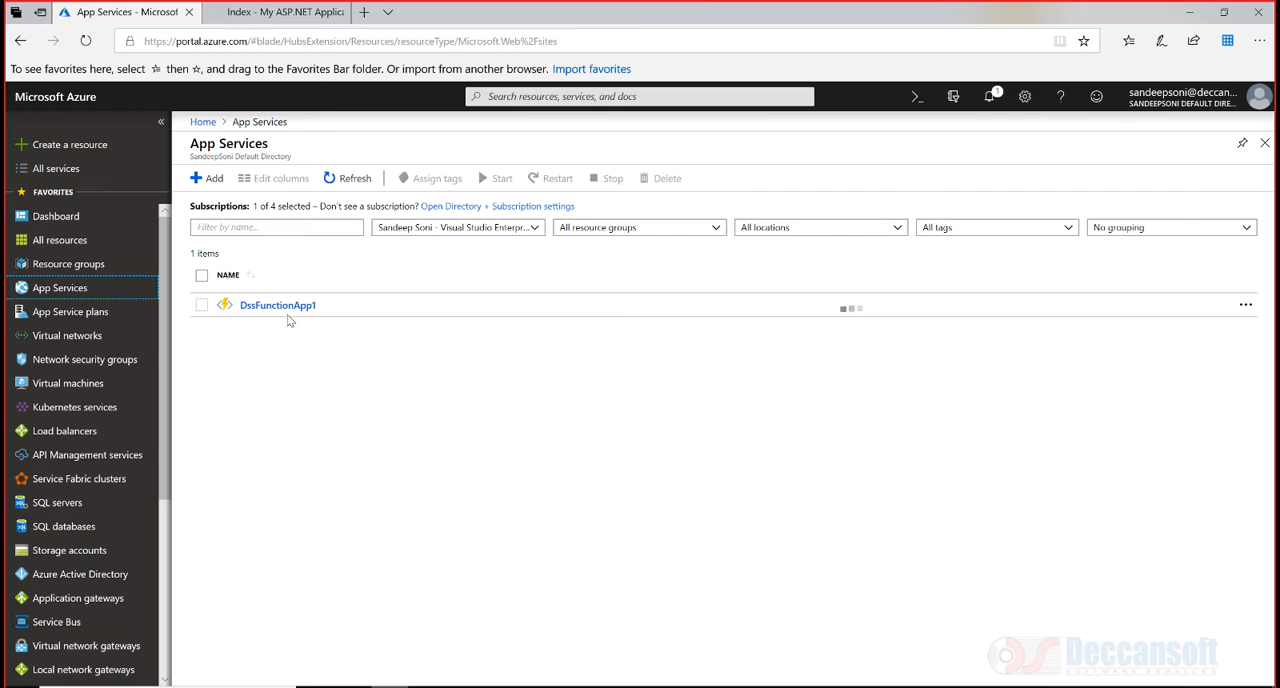 App Services - Microsoft
Index - My ASP.NET Applica
https://portal.azure.com/#blade/HubsExtension/Resources/resourceType/Microsoft.Web%2Fsites
To see favorites here, select ☆ then ☆, and drag to the Favorites Bar folder. Or import from another browser. Import favorites
Microsoft Azure
Search resources, services, and docs
1
sandeepsoni@deccan...
SANDEEPSONI DEFAULT DIRE...
Create a resource
All services
FAVORITES
Dashboard
All resources
Resource groups
App Services
App Service plans
Virtual networks
Network security groups
Virtual machines
Kubernetes services
Load balancers
API Management services
Service Fabric clusters
SQL servers
SQL databases
Storage accounts
Azure Active Directory
Application gateways
Service Bus
Virtual network gateways
Local network gateways
Home > App Services
App Services
SandeepSoni Default Directory
Add Edit columns Refresh Assign tags Start Restart Stop Delete
Subscriptions: 1 of 4 selected – Don't see a subscription? Open Directory + Subscription settings
Filter by name... Sandeep Soni - Visual Studio Enterpr... All resource groups All locations All tags No grouping
1 items
NAME
DssFunctionApp1
Deccansoft
SOFTWARE SERVICES